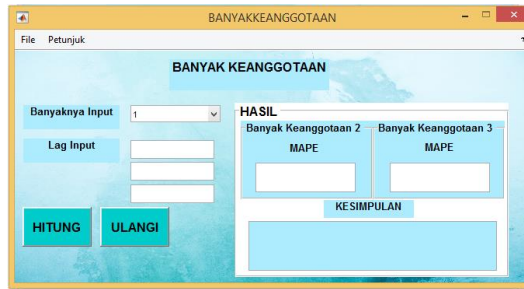 BANYAKKEANGGOTAAN
File Petunjuk
BANYAK KEANGGOTAAN
Banyaknya Input
1
Lag Input
HITUNG
ULANGI
HASIL
Banyak Keanggotaan 2
MAPE
Banyak Keanggotaan 3
MAPE
KESIMPULAN